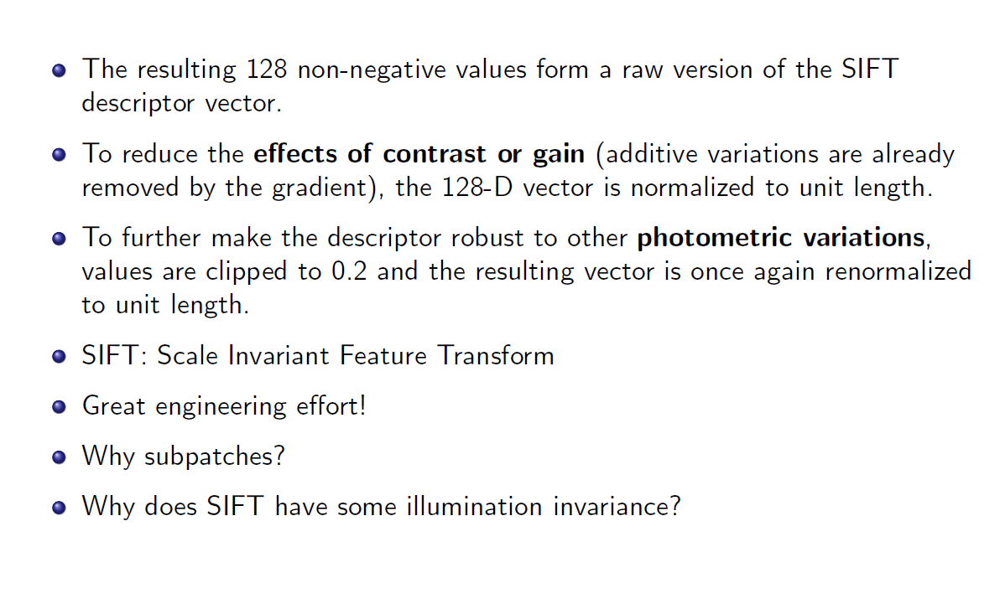 The resulting 128 non-negative values form a raw version of the SIFT
descriptor vector.
To reduce the effects of contrast or gain (additive variations are already
removed by the gradient), the 128-D vector is normalized to unit length.
To further make the descriptor robust to other photometric variations,
values are clipped to 0.2 and the resulting vector is once again renormalized
to unit length.
SIFT: Scale Invariant Feature Transform
Great engineering effort!
Why subpatches?
Why does SIFT have some illumination invariance?